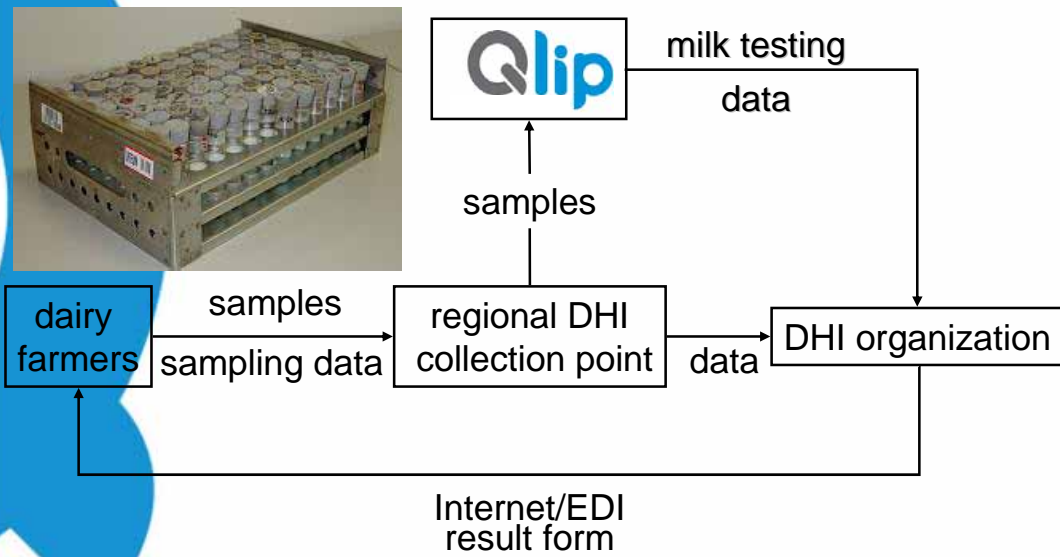 Qlip
milk testing
data
samples
dairy
farmers
samples
sampling data
regional DHI
collection point
data
DHI organization
Internet/EDI
result form